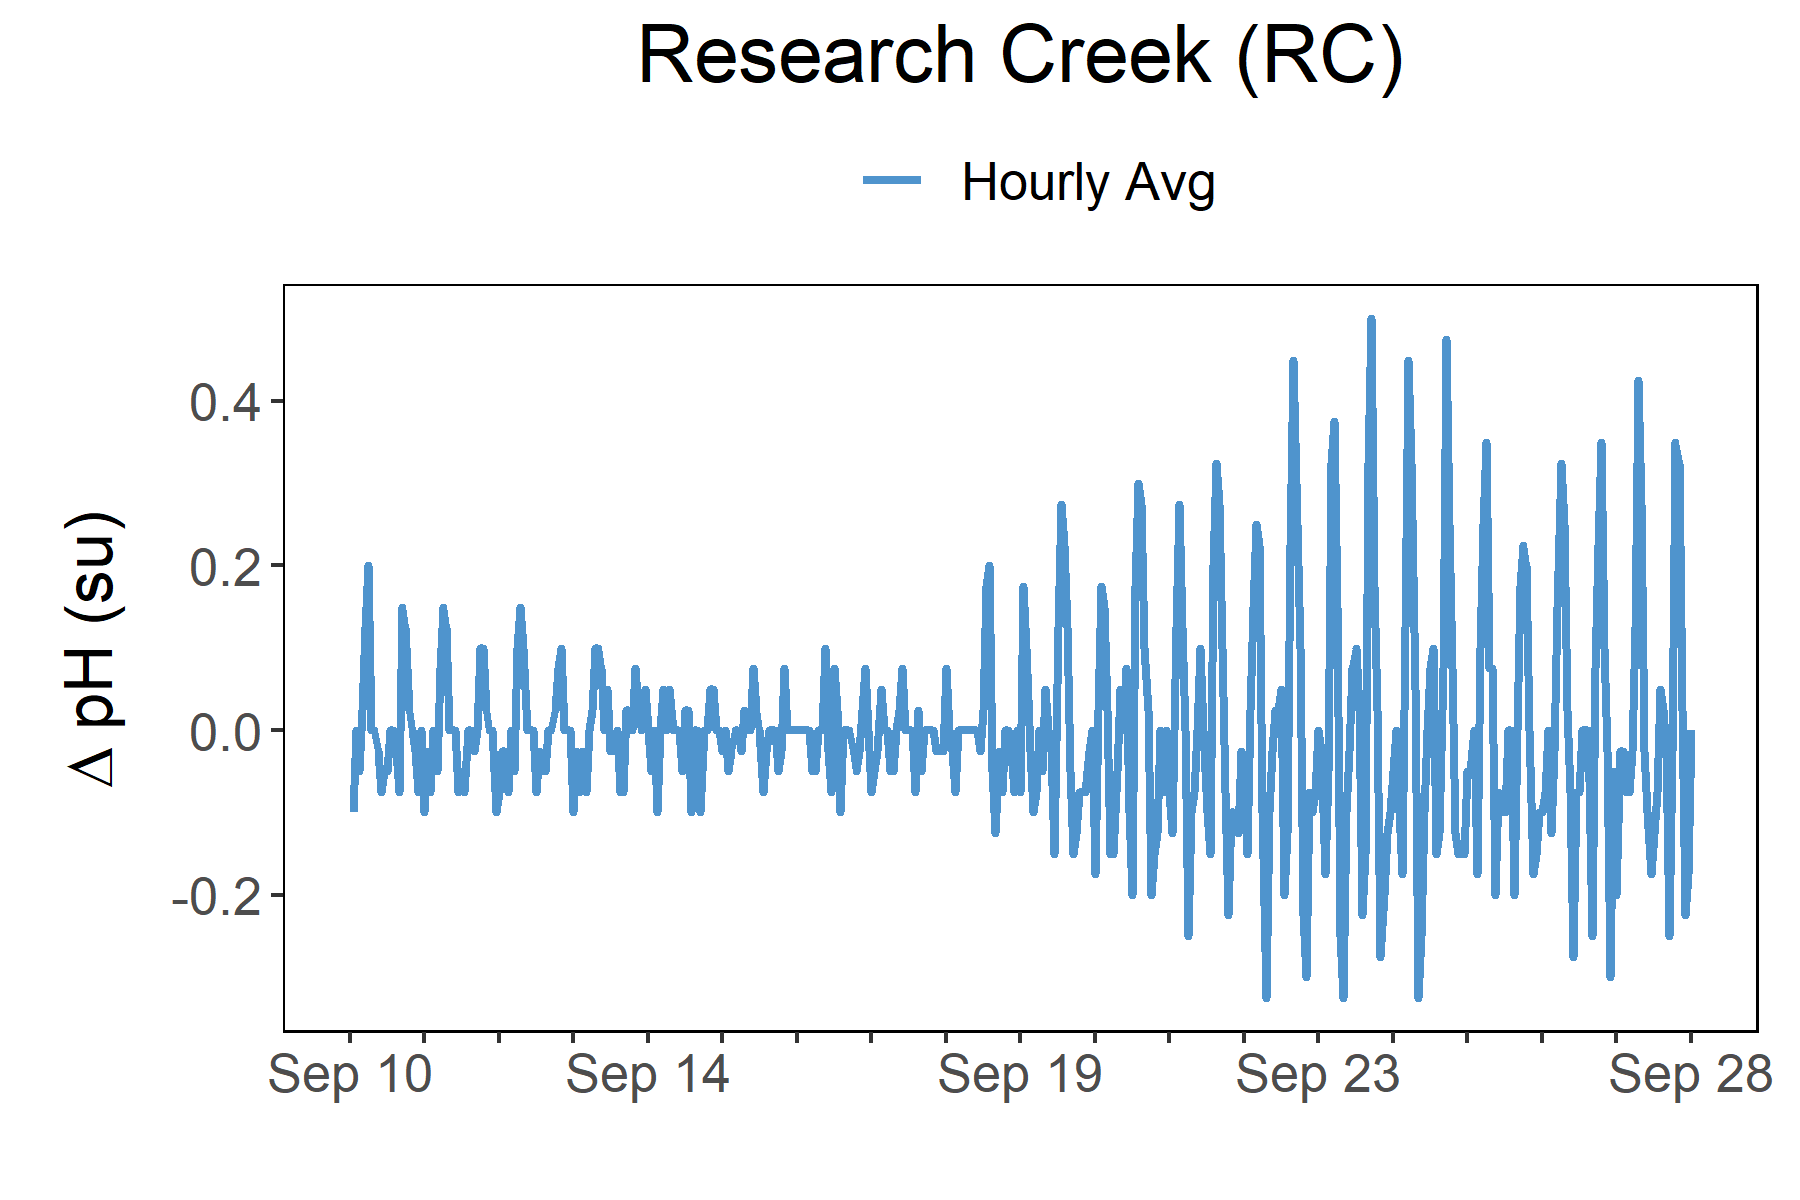 Research Creek (RC)
Hourly Avg
Δ pH (su)
0.4
0.2
0.0
-0.2
Sep 10 Sep 14 Sep 19 Sep 23 Sep 28